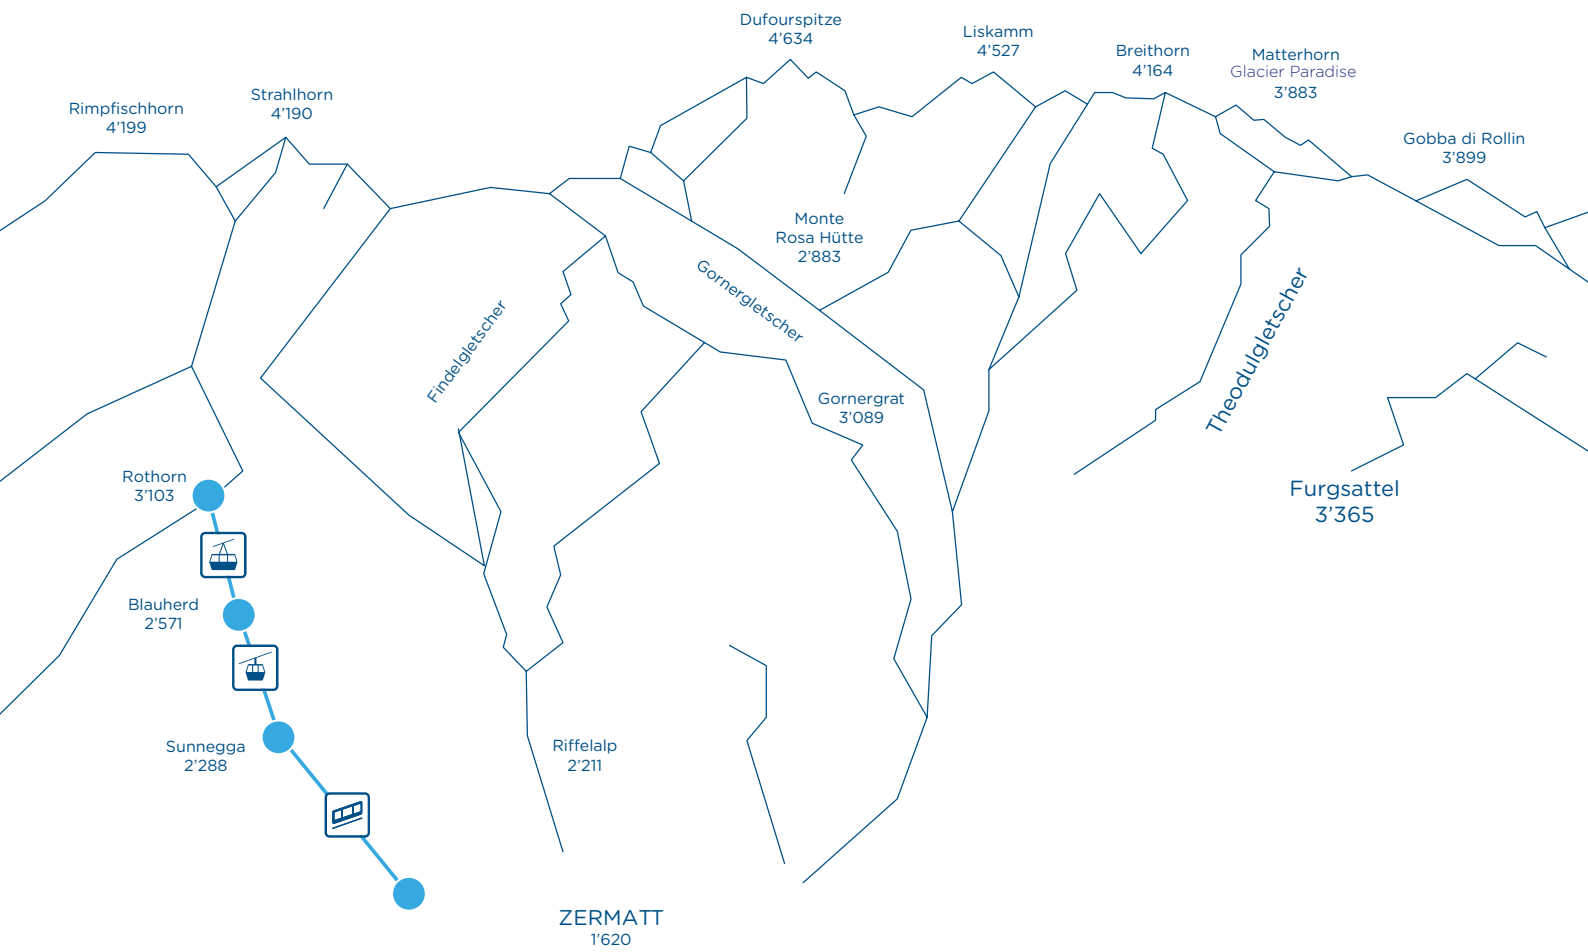 Dufourspitze
4’634
Liskamm
4’527
Breithorn
4’164
Matterhorn
Glacier Paradise
3’883
Strahlhorn
4’190
Rimpfischhorn
4’199
Gobba di Rollin
3’899
Monte
Rosa Hütte
2’883
Gornergletscher
Findelgletscher
Theodulgletscher
Gornergrat
3’089
Rothorn
3’103
Furgsattel
3’365
Blauherd
2’571
Sunnegga
2’288
Riffelalp
2’211
ZERMATT
1’620